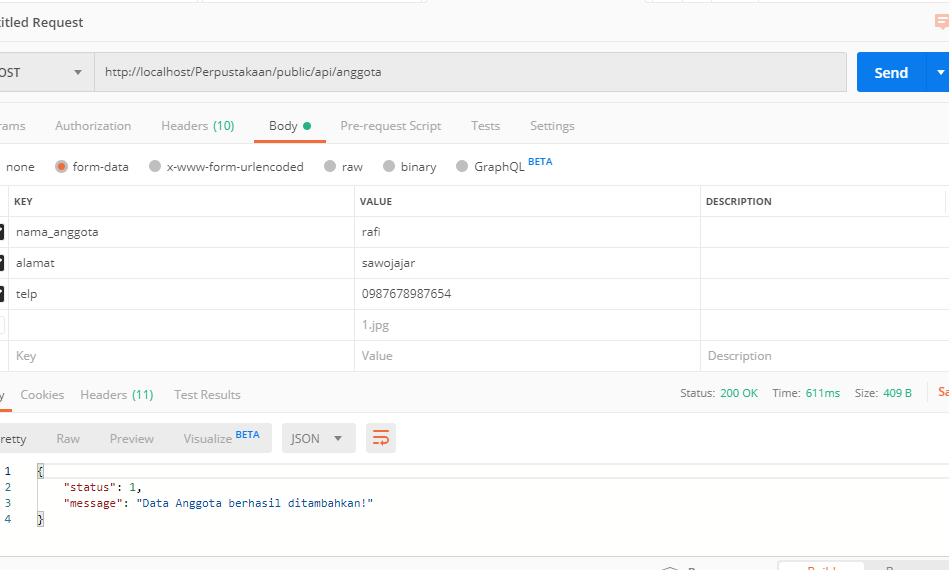 itled Request
OST http://localhost/Perpustakaan/public/api/anggota Send
rams Authorization Headers (10) Body Pre-request Script Tests Settings
none form-data x-www-form-urlencoded raw binary GraphQL BETA
KEY VALUE DESCRIPTION
nama_anggota rafi
alamat sawojajar
telp 0987678987654
1.jpg
Key Value Description
y Cookies Headers (11) Test Results Status: 200 OK Time: 611ms Size: 409 B Sa
retty Raw Preview Visualize BETA JSON
1 {
2 "status": 1,
3 "message": "Data Anggota berhasil ditambahkan!"
4 }